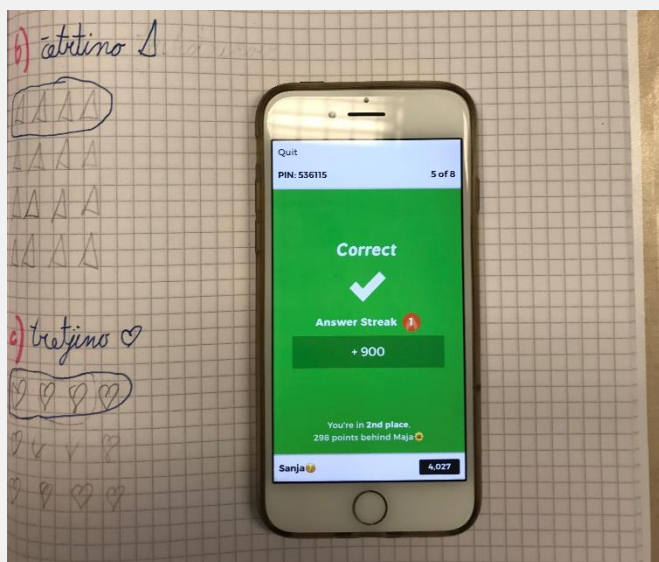 b) četrtino
c) tretjino
Quit
PIN: 536115
5 of 8
Correct
Answer Streak 1
+ 900
You're in 2nd place.
298 points behind Maja
Sanja
4,027